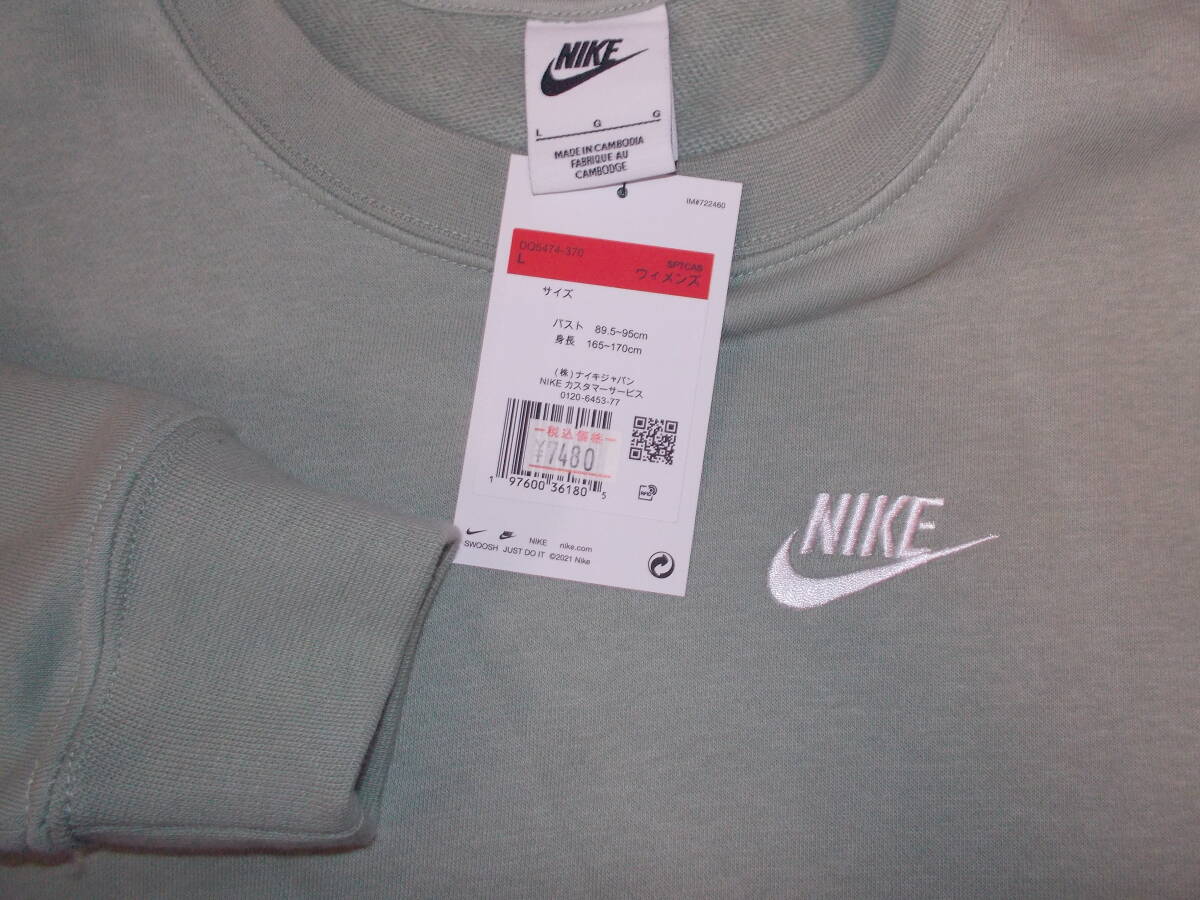 NIKE
L G G
MADE IN CAMBODIA
FABRIQUE AU
CAMBODGE
IM#722460
DQ5474-370 SPTCAS
L ウィメンズ
サイズ
バスト 89.5~95cm
身長 165~170cm
(株)ナイキジャパン
NIKE カスタマーサービス
0120-6453-77
税込価格
¥7480
1 97600 36180 5
RFID
NIKE nike.com
SWOOSH JUST DO IT ©2021 Nike
NIKE